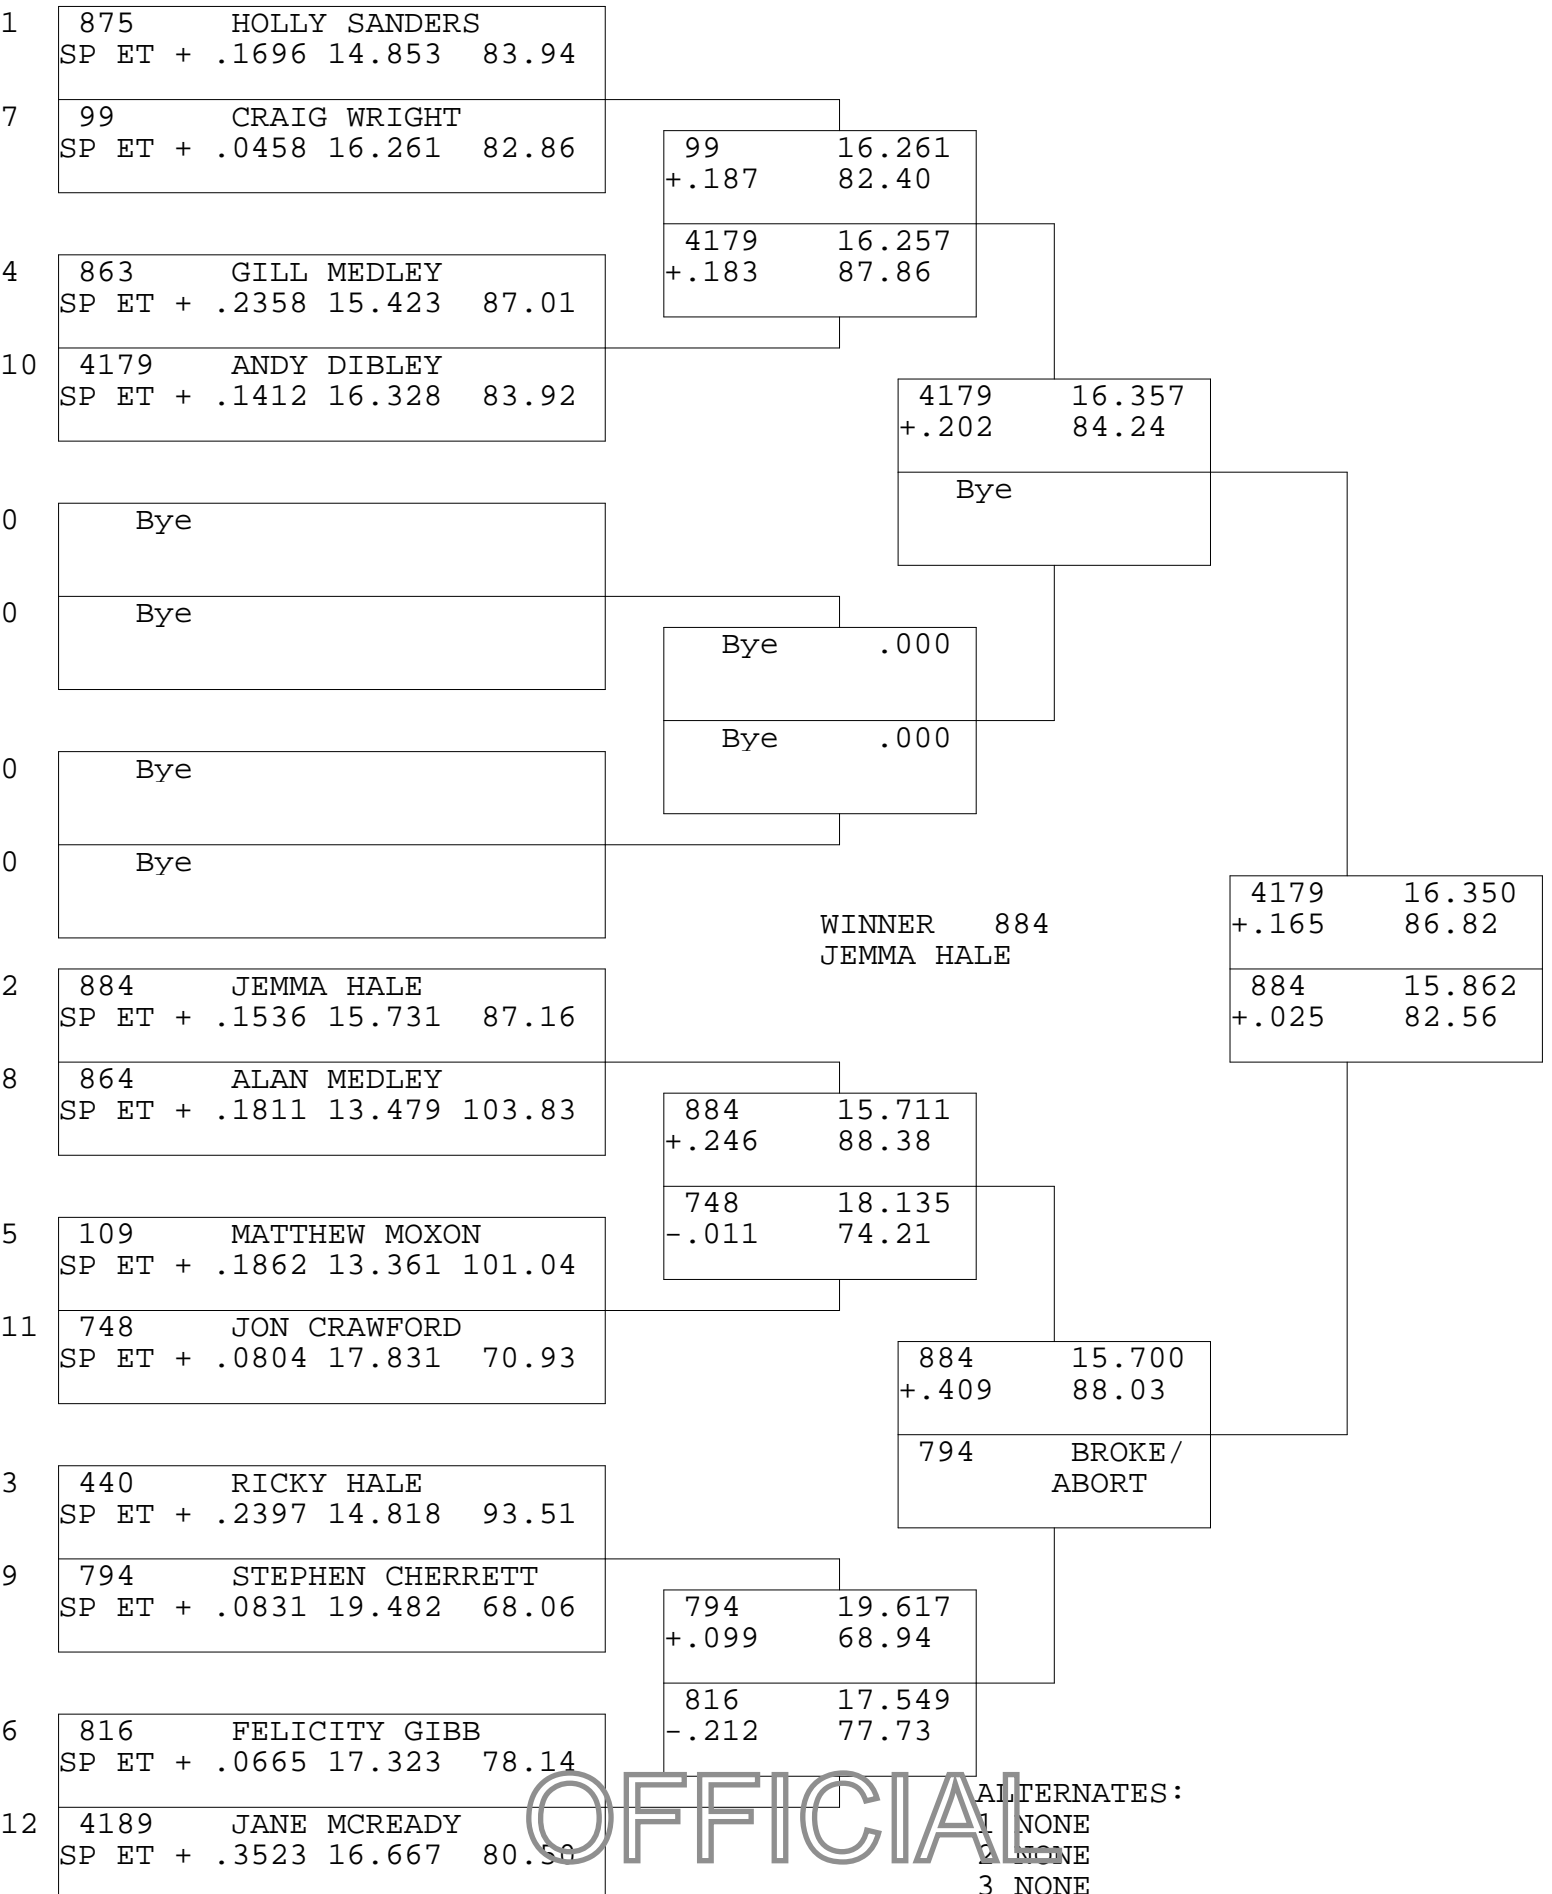 1 875 HOLLY SANDERS
SP ET + .1696 14.853 83.94
7 99 CRAIG WRIGHT
SP ET + .0458 16.261 82.86
99 16.261
+.187 82.40
4179 16.257
+.183 87.86
4 863 GILL MEDLEY
SP ET + .2358 15.423 87.01
10 4179 ANDY DIBLEY
SP ET + .1412 16.328 83.92
4179 16.357
+.202 84.24
Bye
0 Bye
0 Bye
Bye .000
Bye .000
0 Bye
0 Bye
WINNER 884
JEMMA HALE
4179 16.350
+.165 86.82
884 15.862
+.025 82.56
2 884 JEMMA HALE
SP ET + .1536 15.731 87.16
8 864 ALAN MEDLEY
SP ET + .1811 13.479 103.83
884 15.711
+.246 88.38
748 18.135
-.011 74.21
5 109 MATTHEW MOXON
SP ET + .1862 13.361 101.04
11 748 JON CRAWFORD
SP ET + .0804 17.831 70.93
884 15.700
+.409 88.03
794 BROKE/
ABORT
3 440 RICKY HALE
SP ET + .2397 14.818 93.51
9 794 STEPHEN CHERRETT
SP ET + .0831 19.482 68.06
794 19.617
+.099 68.94
816 17.549
-.212 77.73
6 816 FELICITY GIBB
SP ET + .0665 17.323 78.14
12 4189 JANE MCREADY
SP ET + .3523 16.667 80.50
OFFICIAL
ALTERNATES:
1 NONE
2 NONE
3 NONE